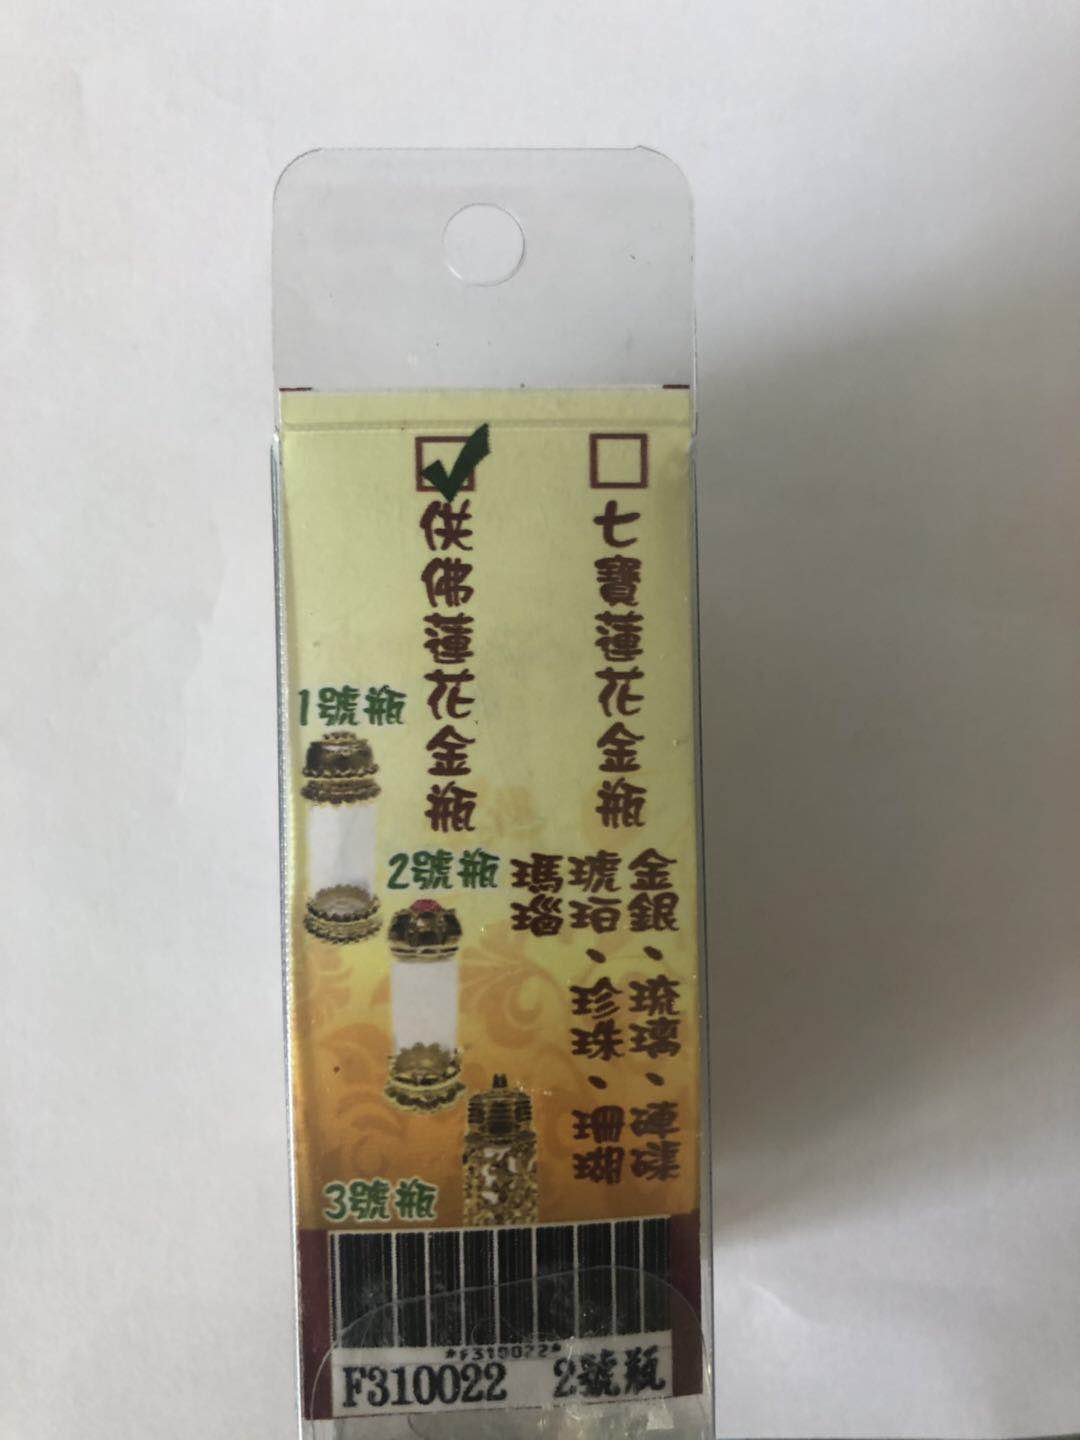 七寶蓮花金瓶
金銀、琉璃、硨磲
琥珀、珍珠、珊瑚
瑪瑙
供佛蓮花金瓶
1號瓶
2號瓶
3號瓶
*F310022*
F310022 2號瓶